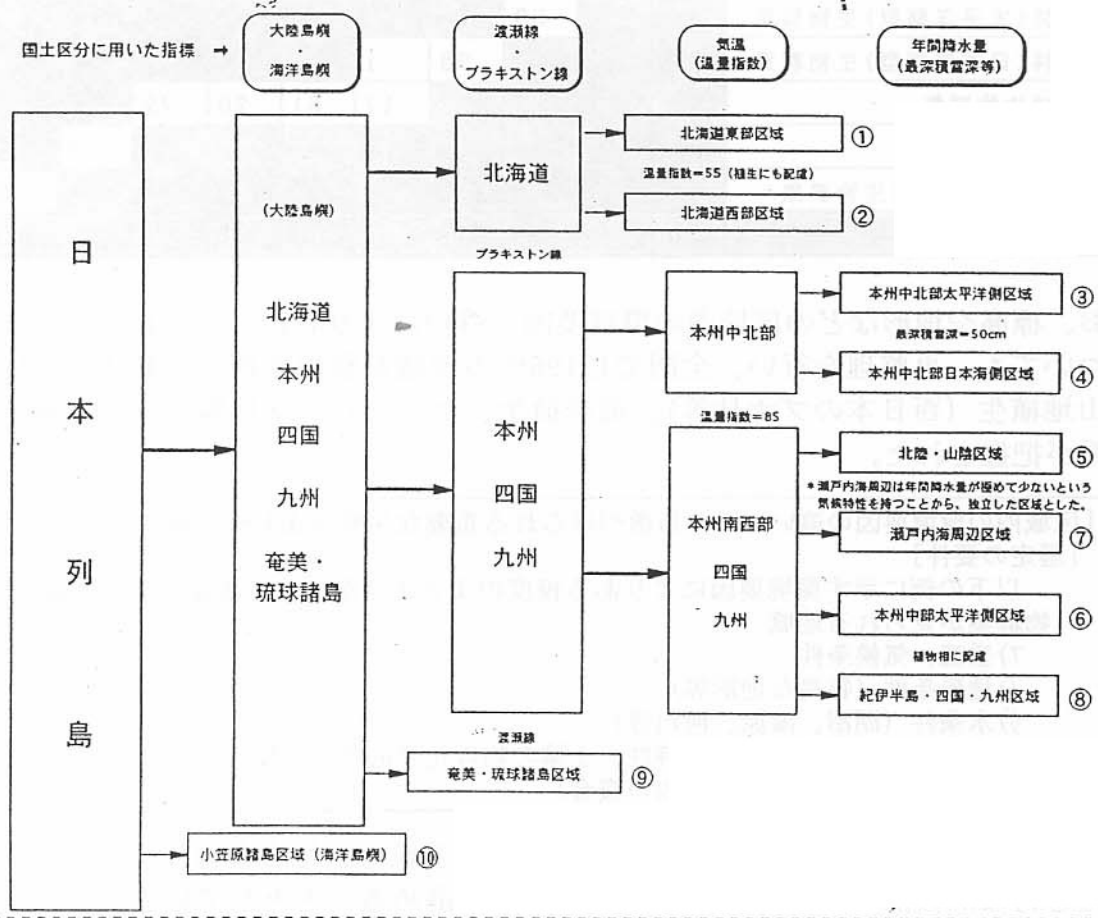 国土区分に用いた指標 →
大陸島嶼
・
海洋島嶼
渡瀬線
・
ブラキストン線
気温
(温量指数)
年間降水量
(最深積雪深等)
日本列島
(大陸島嶼)
北海道
本州
四国
九州
奄美・
琉球諸島
北海道
北海道東部区域 ①
温量指数=55 (植生にも配慮)
北海道西部区域 ②
ブラキストン線
本州
四国
九州
本州中北部
本州中北部太平洋側区域 ③
最深積雪深=50cm
本州中北部日本海側区域 ④
温量指数=85
本州南西部
四国
九州
北陸・山陰区域 ⑤
*瀬戸内海周辺は年間降水量が極めて少ないという
気候特性を持つことから、独立した区域とした。
瀬戸内海周辺区域 ⑦
本州中部太平洋側区域 ⑥
植物相に配慮
紀伊半島・四国・九州区域 ⑧
渡瀬線
奄美・琉球諸島区域 ⑨
小笠原諸島区域 (海洋島嶼) ⑩